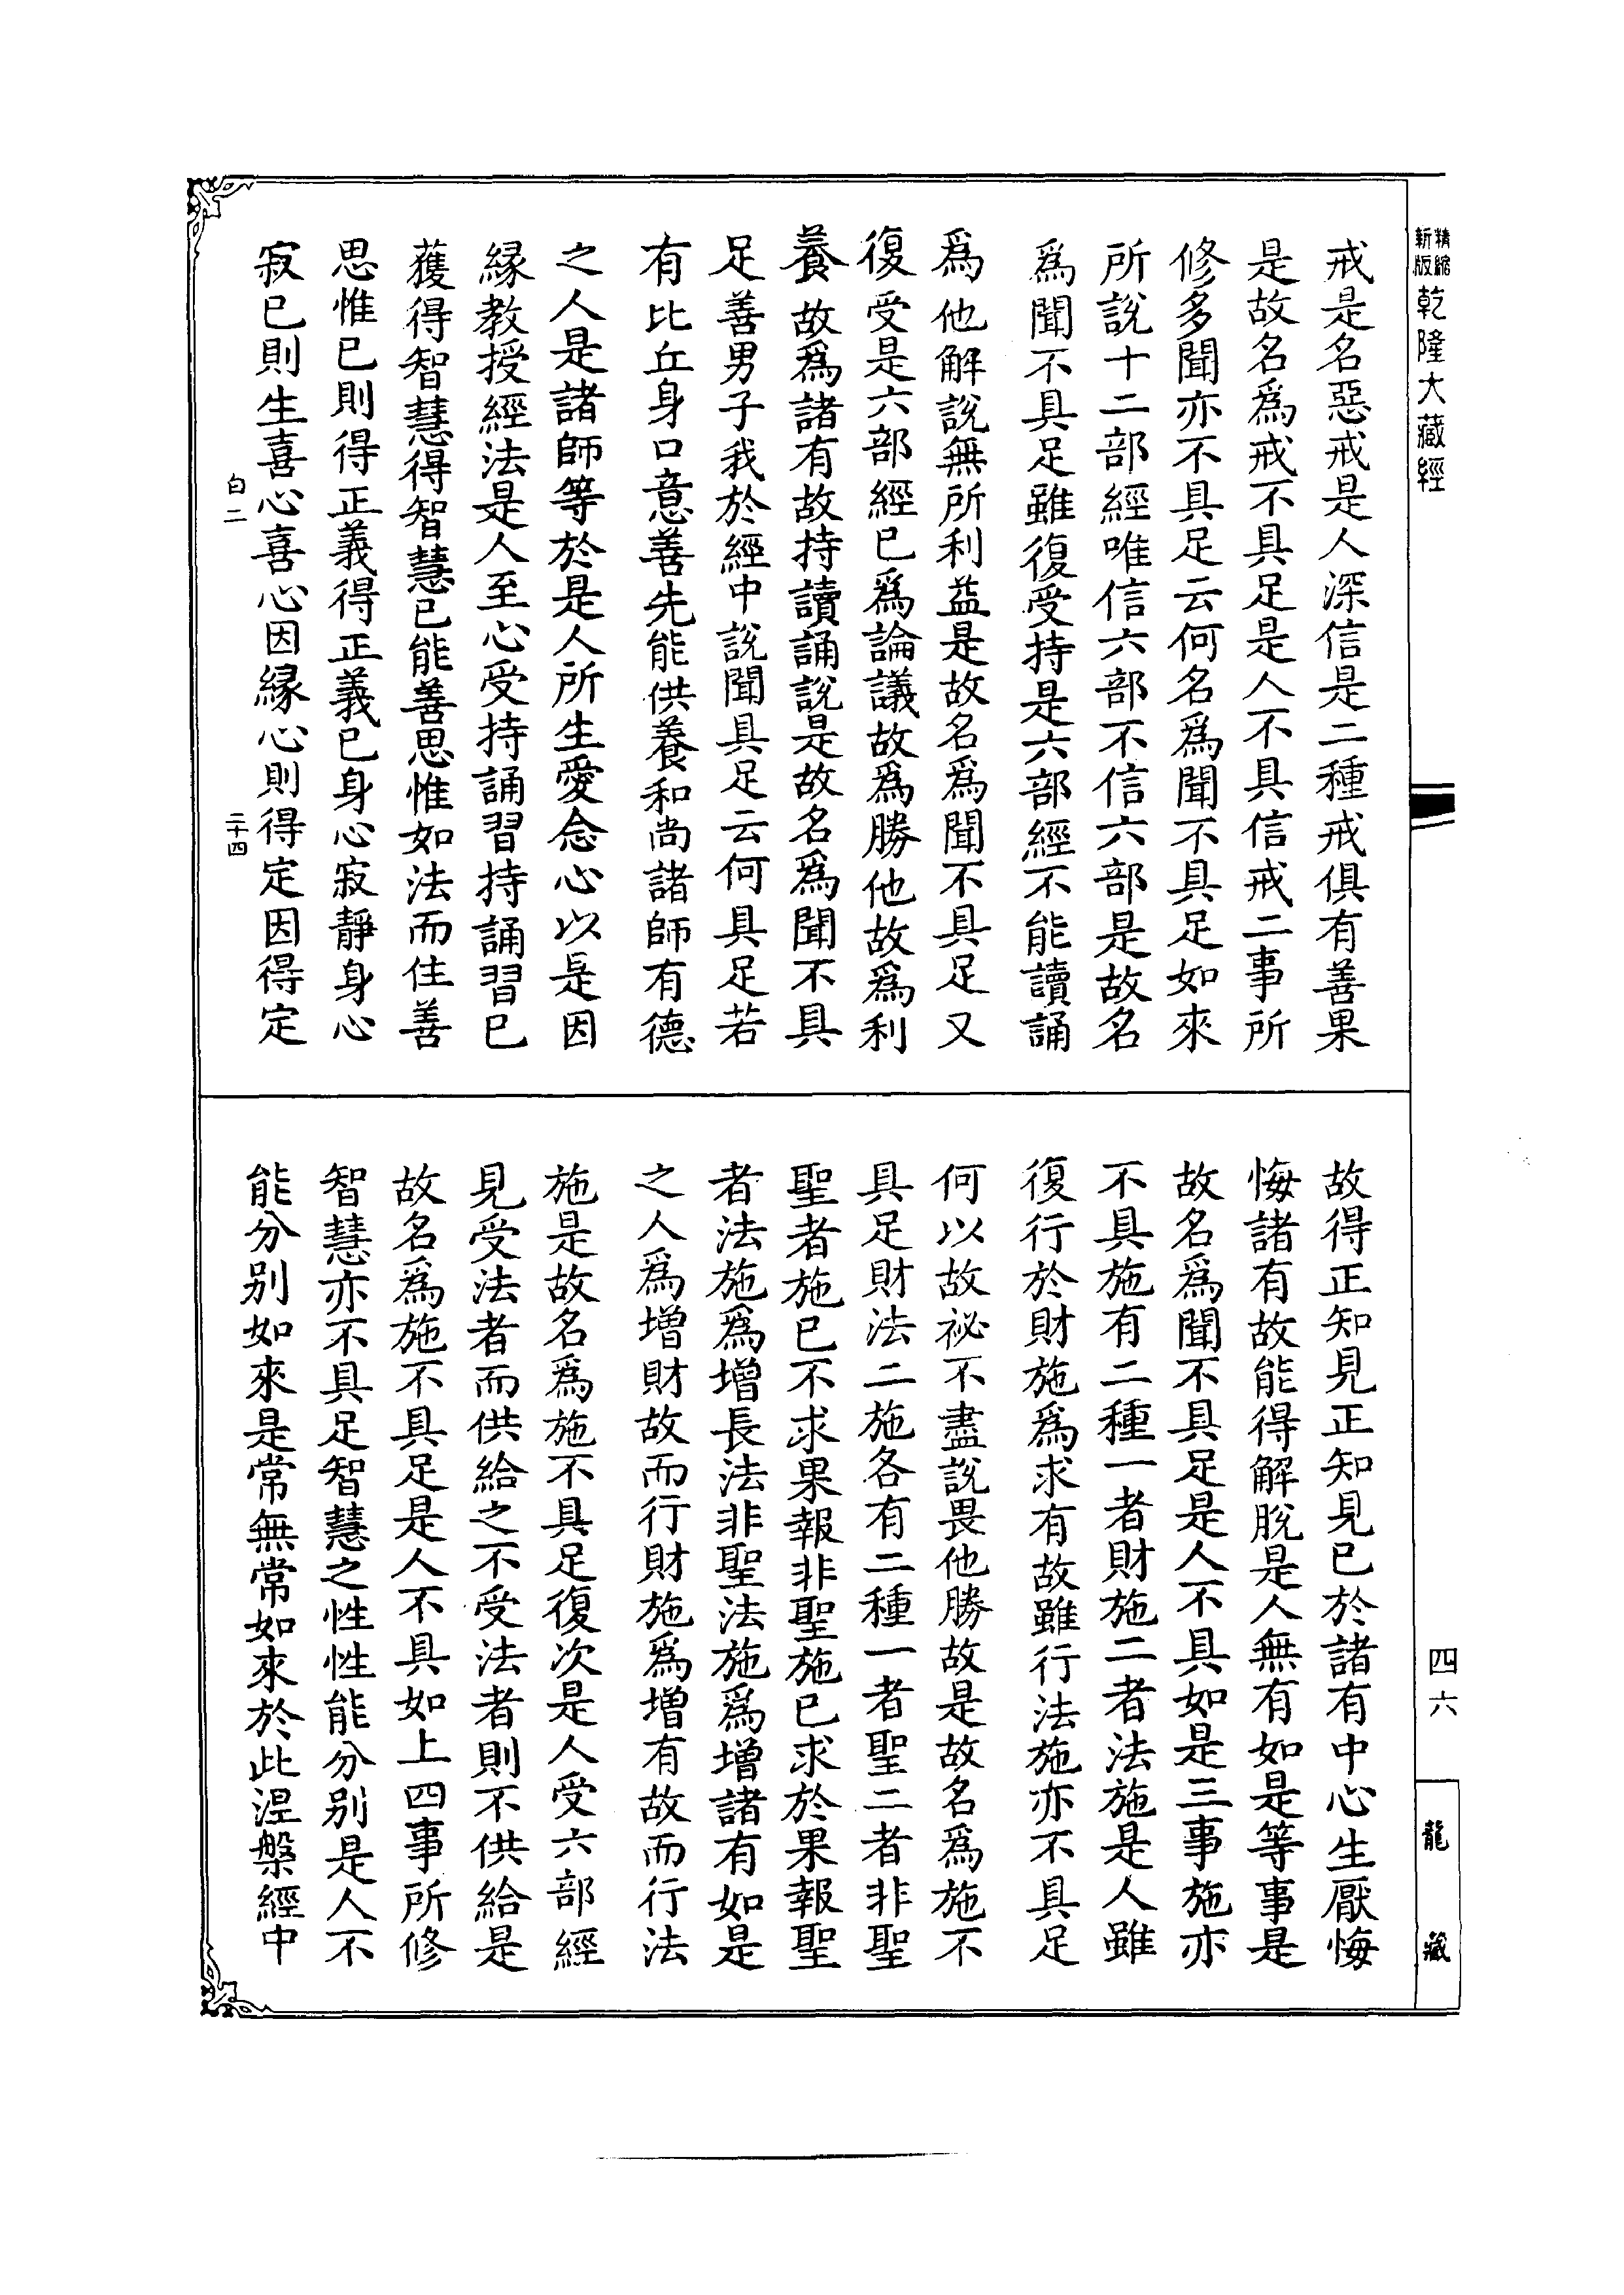 精縮新版乾隆大藏經
四六
龍藏
戒是名惡戒是人深信是二種戒俱有善果
是故名爲戒不具足是人不具信戒二事所
修多聞亦不具足云何名爲聞不具足如來
所說十二部經唯信六部不信六部是故名
爲聞不具足雖復受持是六部經不能讀誦
爲他解說無所利益是故名爲聞不具足又
復受是六部經已爲論議故爲勝他故爲利
養故爲諸有故持讀誦說是故名爲聞不具
足善男子我於經中說聞具足云何具足若
有比丘身口意善先能供養和尚諸師有德
之人是諸師等於是人所生愛念心以是因
緣教授經法是人至心受持誦習持誦習已
獲得智慧得智慧已能善思惟如法而住善
思惟已則得正義得正義已身心寂靜身心
寂已則生喜心喜心因緣心則得定因得定
白二
二十四
故得正知見正知見已於諸有中心生厭悔
悔諸有故能得解脫是人無有如是等事是
故名爲聞不具足是人不具如是三事施亦
不具施有二種一者財施二者法施是人雖
復行於財施爲求有故雖行法施亦不具足
何以故祕不盡說畏他勝故是故名爲施不
具足財法二施各有二種一者聖二者非聖
聖者施已不求果報非聖施已求於果報聖
者法施爲增長法非聖法施爲增諸有如是
之人爲增財故而行財施爲增有故而行法
施是故名爲施不具足復次是人受六部經
見受法者而供給之不受法者則不供給是
故名爲施不具足是人不具如上四事所修
智慧亦不具足智慧之性性能分別是人不
能分別如來是常無常如來於此涅槃經中